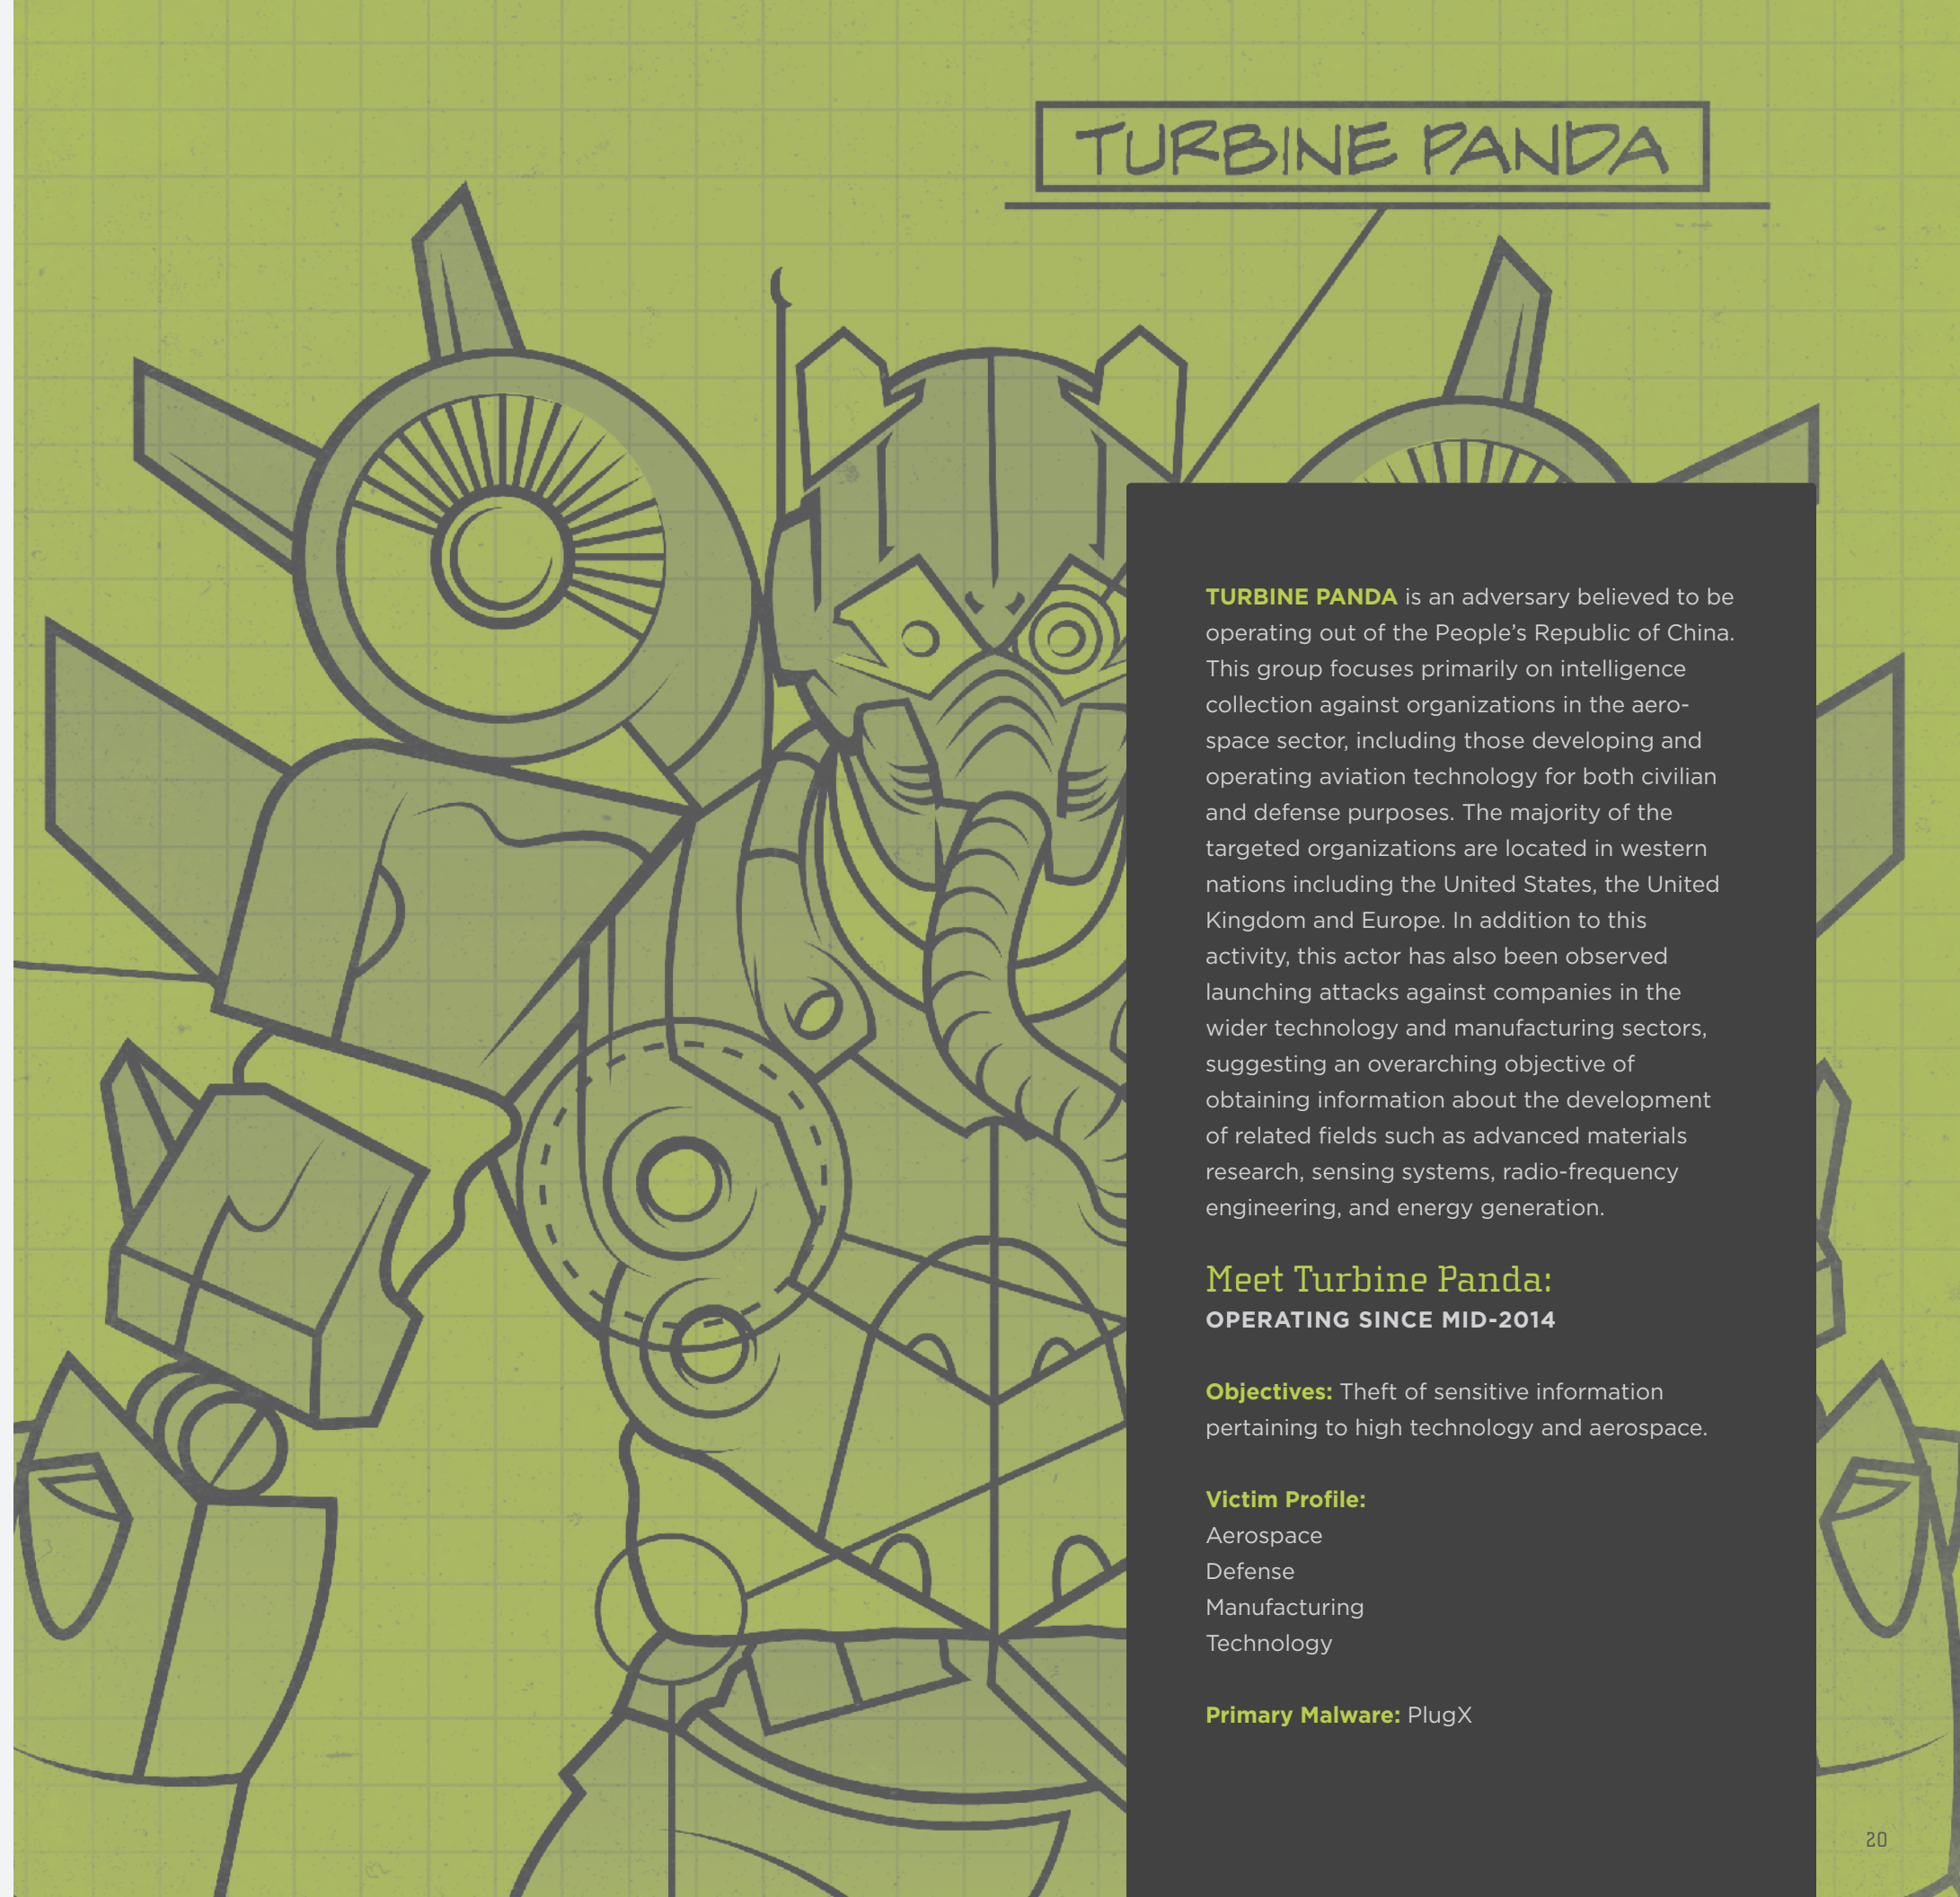 TURBINE PANDA
TURBINE PANDA is an adversary believed to be
operating out of the People’s Republic of China.
This group focuses primarily on intelligence
collection against organizations in the aero-
space sector, including those developing and
operating aviation technology for both civilian
and defense purposes. The majority of the
targeted organizations are located in western
nations including the United States, the United
Kingdom and Europe. In addition to this
activity, this actor has also been observed
launching attacks against companies in the
wider technology and manufacturing sectors,
suggesting an overarching objective of
obtaining information about the development
of related fields such as advanced materials
research, sensing systems, radio-frequency
engineering, and energy generation.
Meet Turbine Panda:
OPERATING SINCE MID-2014
Objectives: Theft of sensitive information
pertaining to high technology and aerospace.
Victim Profile:
Aerospace
Defense
Manufacturing
Technology
Primary Malware: PlugX
20